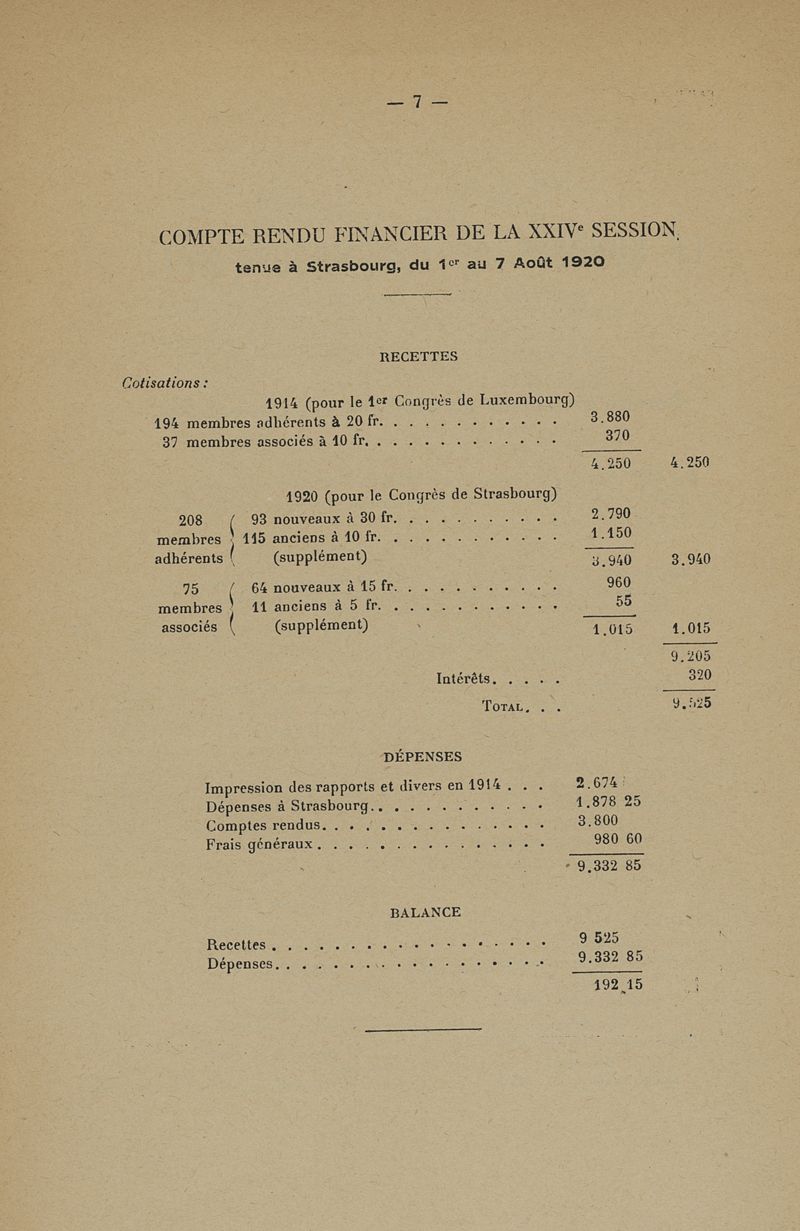 — 7 —
COMPTE RENDU FINANCIER DE LA XXIVe SESSION.
tenue à Strasbourg, du 1er au 7 Août 1920
RECETTES
Cotisations :
1914 (pour le 1er Congrès de Luxembourg)
194 membres adhérents à 20 fr. . . . . . . . . . . . 3.880
37 membres associés à 10 fr. . . . . . . . . . . . . 370
4.250 4.250
1920 (pour le Congrès de Strasbourg)
208 ( 93 nouveaux à 30 fr. . . . . . . . . . . 2.790
membres ) 115 anciens à 10 fr. . . . . . . . . . . . 1.150
adhérents ( (supplément) 3.940 3.940
75 ( 64 nouveaux à 15 fr. . . . . . . . . . . 960
membres ) 11 anciens à 5 fr. . . . . . . . . . . . 55
associés ( (supplément) 1.015 1.015
9.205
Intérêts. . . . . 320
TOTAL. . . 9.525
DÉPENSES
Impression des rapports et divers en 1914 . . . 2.674
Dépenses à Strasbourg. . . . . . . . . . . . 1.878 25
Comptes rendus. . . . . . . . . . . . . . . 3.800
Frais généraux . . . . . . . . . . . . . . . 980 60
9.332 85
BALANCE
Recettes . . . . . . . . . . . . . . . . . . 9 525
Dépenses. . . . . . . . . . . . . . . . . . 9.332 85
192.15